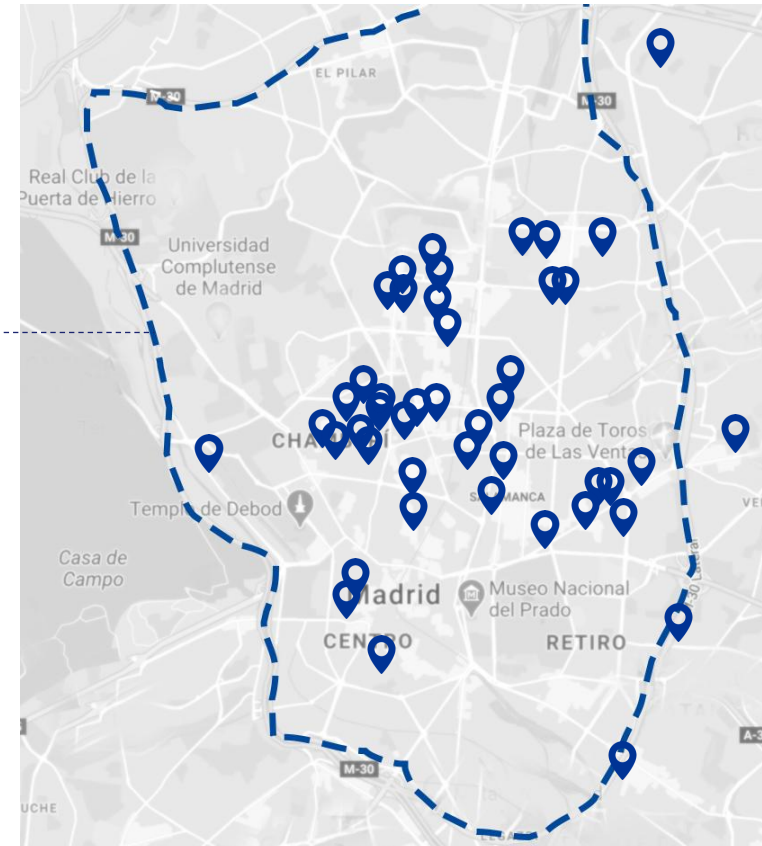 EL PILAR
M-30
M-30
Real Club de la
Puerta de Hierro
M-30
Universidad
Complutense
de Madrid
Plaza de Toros
de Las Venta
CHAMBERÍ
SALAMANCA
Templo de Debod
Casa de
Campo
Madrid
Museo Nacional
del Prado
CENTRO
RETIRO
A-3
M-30
UCHE